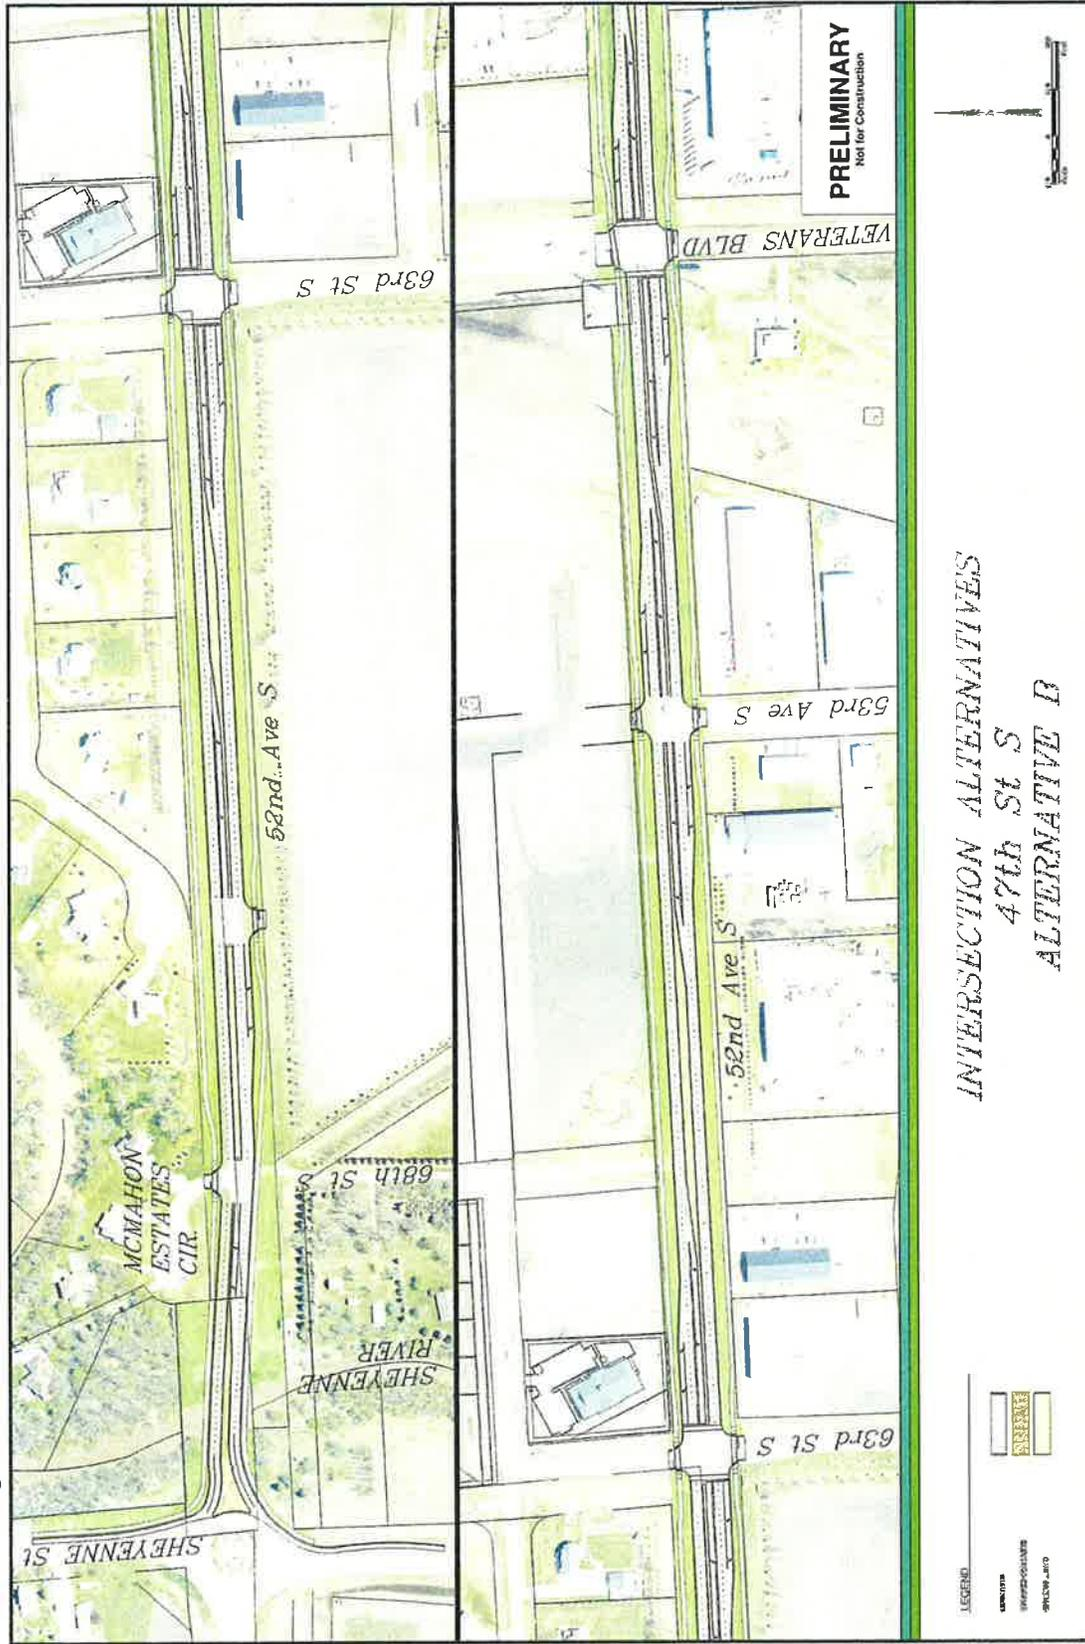 SHEYENNE St
MCMAHON
ESTATES
CIR.
SHEYENNE
RIVER
68th St S
52nd Ave S
63rd St S
63rd St S
52nd Ave S
53rd Ave S
VETERANS BLVD
PRELIMINARY
Not for Construction
LEGEND
INTERSECTION ALTERNATIVES
47th St S
ALTERNATIVE B